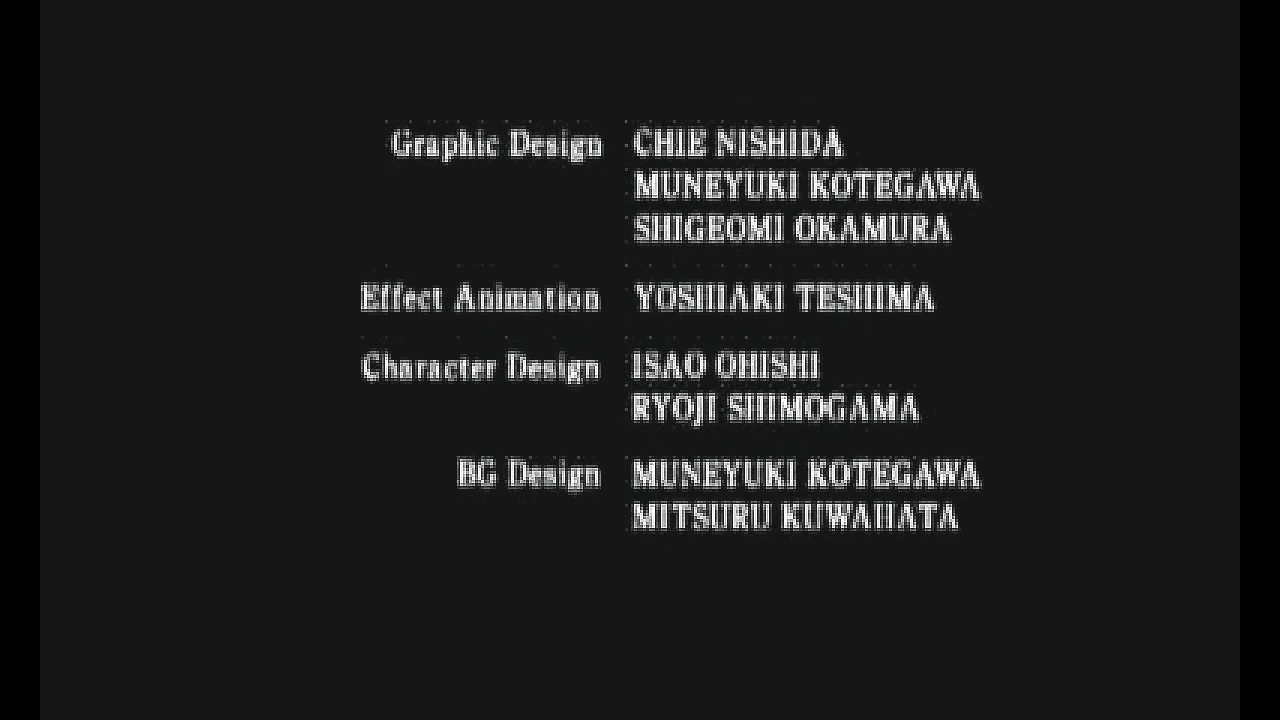 Graphic Design CHIE NISHIDA
MUNEYUKI KOTEGAWA
SHIGEOMI OKAMURA
Effect Animation YOSHIAKI TESHIMA
Character Design ISAO OHISHI
RYOJI SHIMOGAMA
BG Design MUNEYUKI KOTEGAWA
MITSURU KUWAHATA